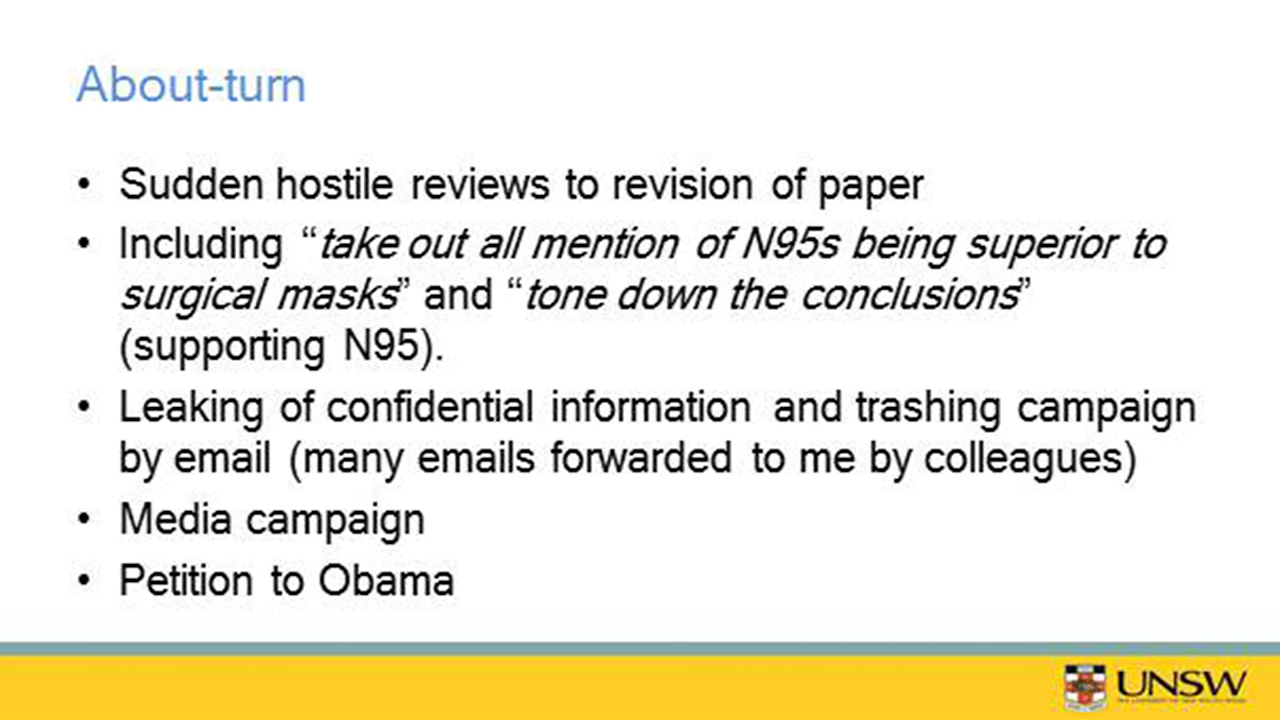 About-turn
• Sudden hostile reviews to revision of paper
• Including “take out all mention of N95s being superior to
surgical masks” and “tone down the conclusions”
(supporting N95).
• Leaking of confidential information and trashing campaign
by email (many emails forwarded to me by colleagues)
• Media campaign
• Petition to Obama
UNSW